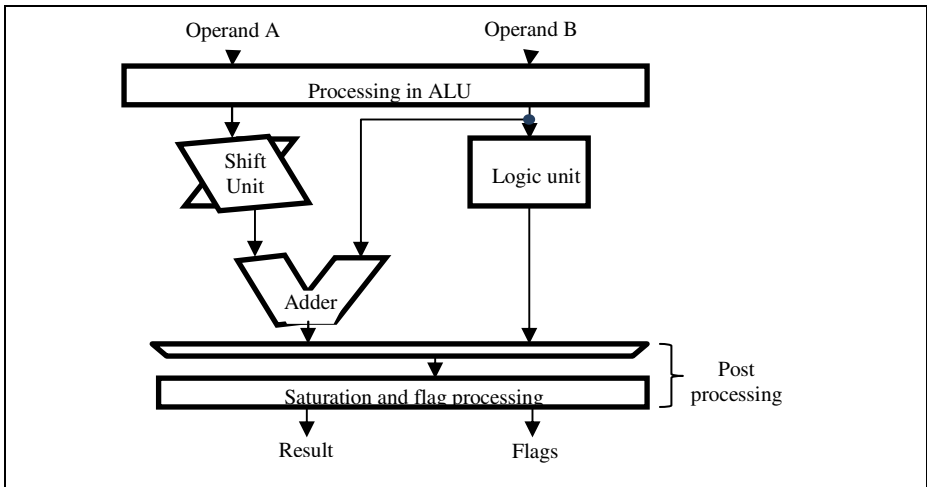 Operand A
Operand B
Processing in ALU
Shift
Unit
Logic unit
Adder
Post
processing
Saturation and flag processing
Result
Flags